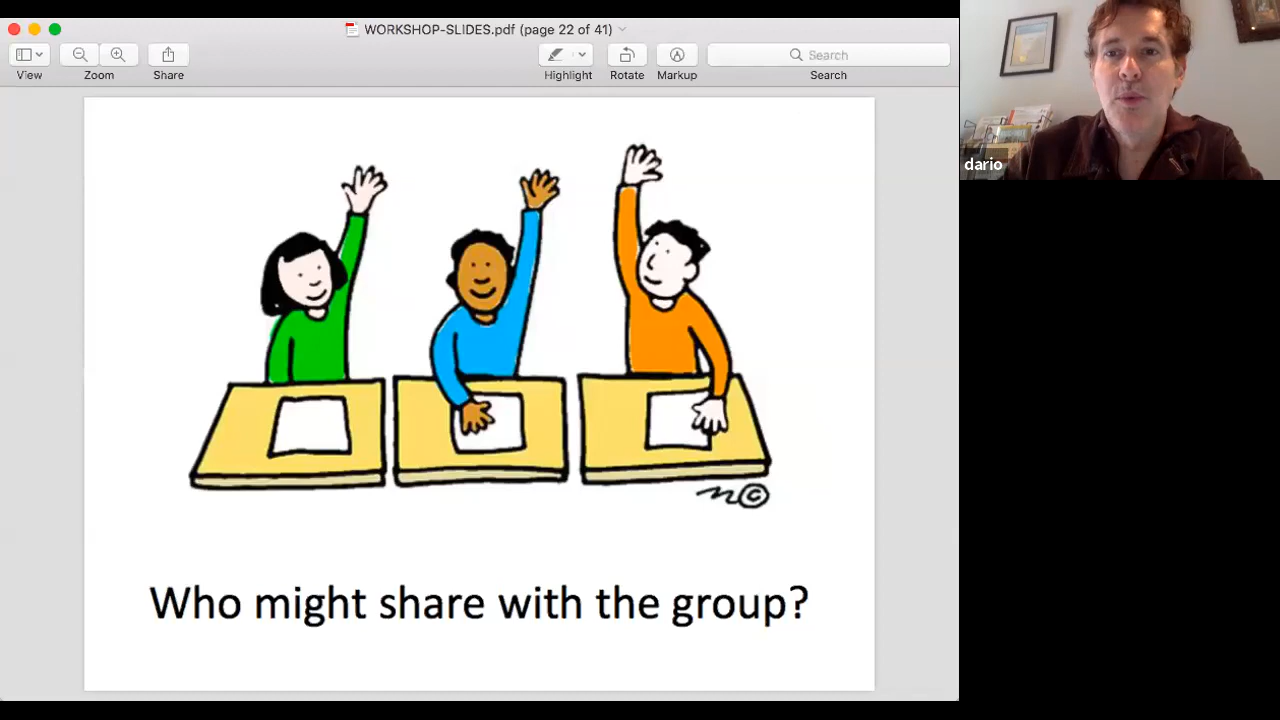 WORKSHOP-SLIDES.pdf (page 22 of 41)
View
Zoom
Share
Highlight
Rotate
Markup
Search
Search
dario
©
Who might share with the group?